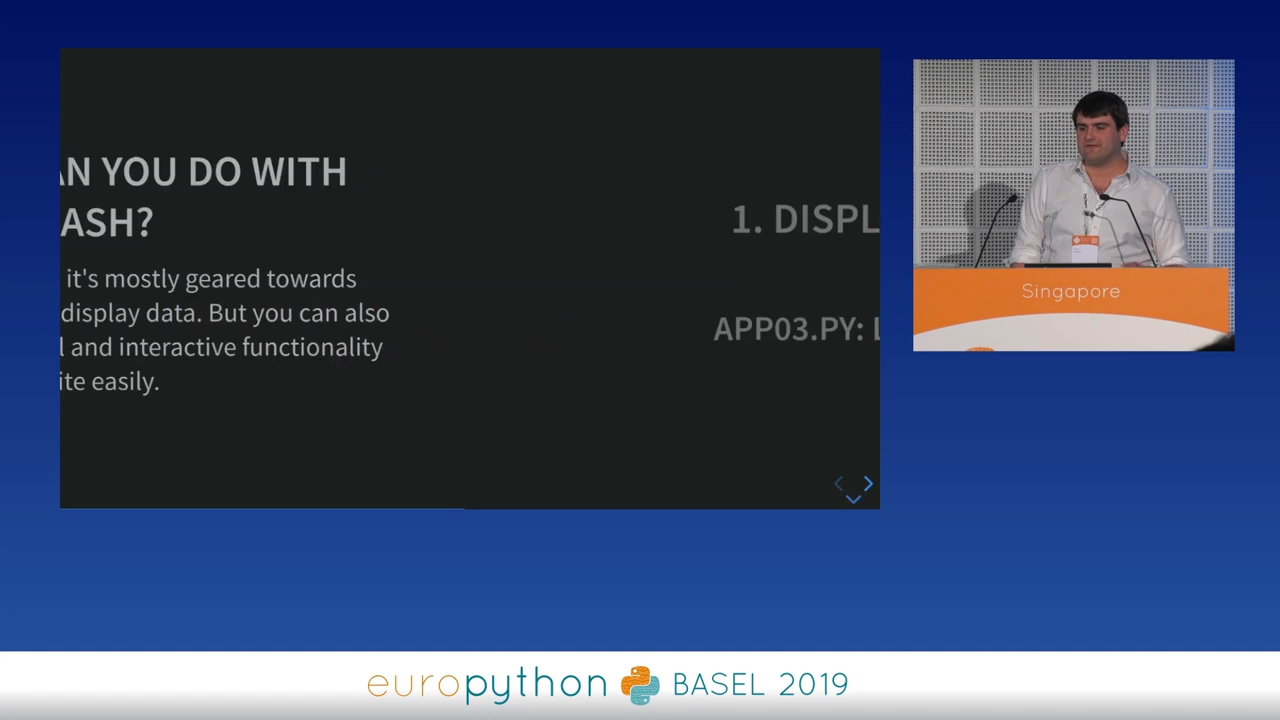 AN YOU DO WITH
ASH?
it's mostly geared towards
display data. But you can also
l and interactive functionality
ite easily.
1. DISPL
APP03.PY: L
Singapore
europython BASEL 2019